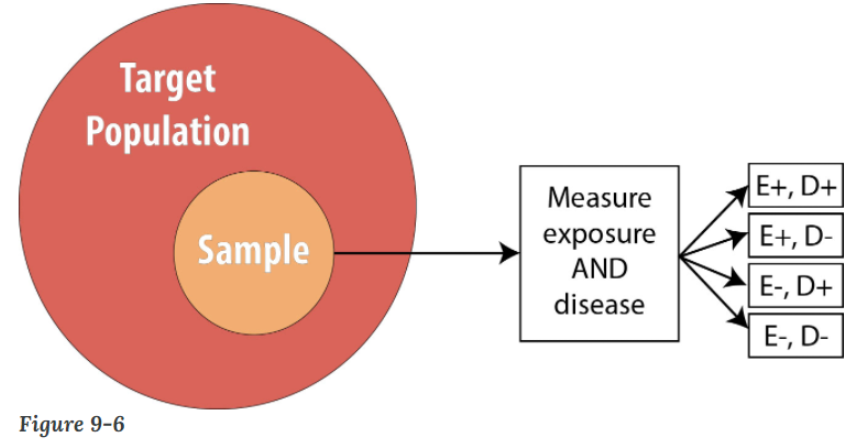 Target
Population
Sample
Measure
exposure
AND
disease
E+, D+
E+, D-
E-, D+
E-, D-
Figure 9-6